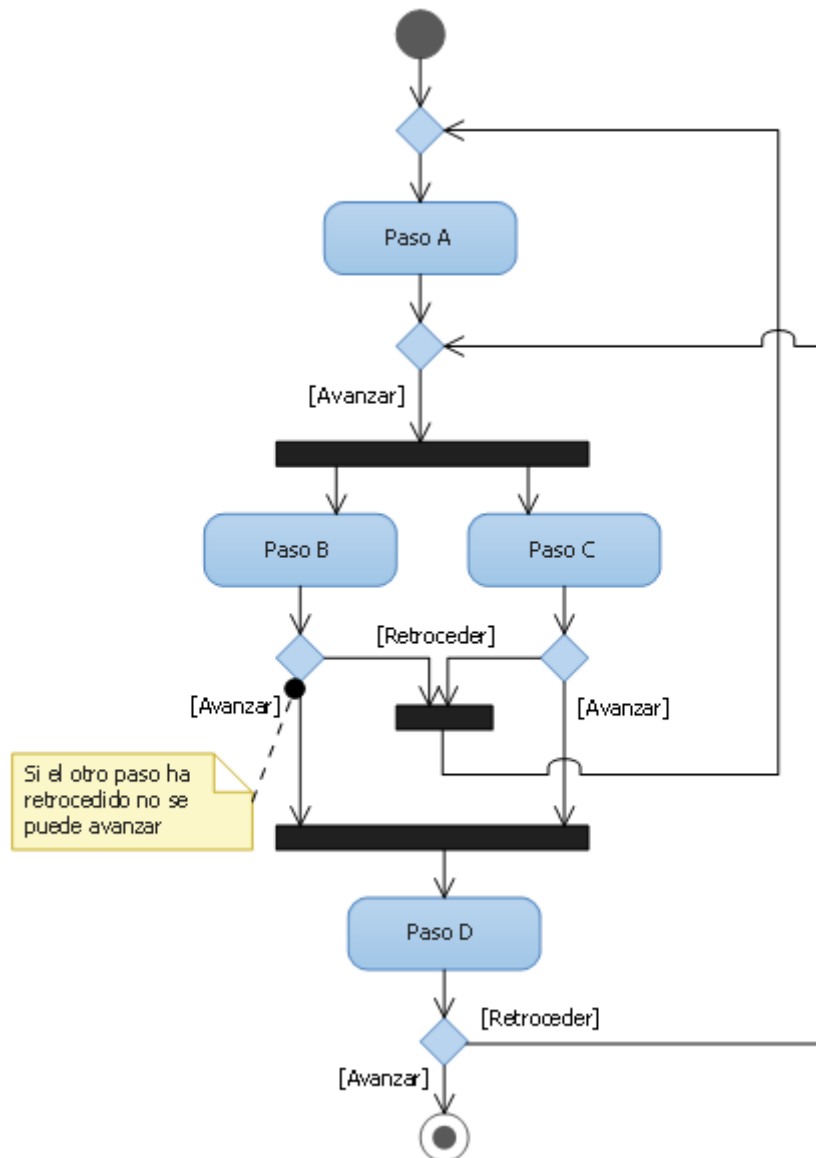 Paso A
[Avanzar]
Paso B
Paso C
[Retroceder]
[Avanzar]
[Avanzar]
Si el otro paso ha
retrocedido no se
puede avanzar
Paso D
[Retroceder]
[Avanzar]